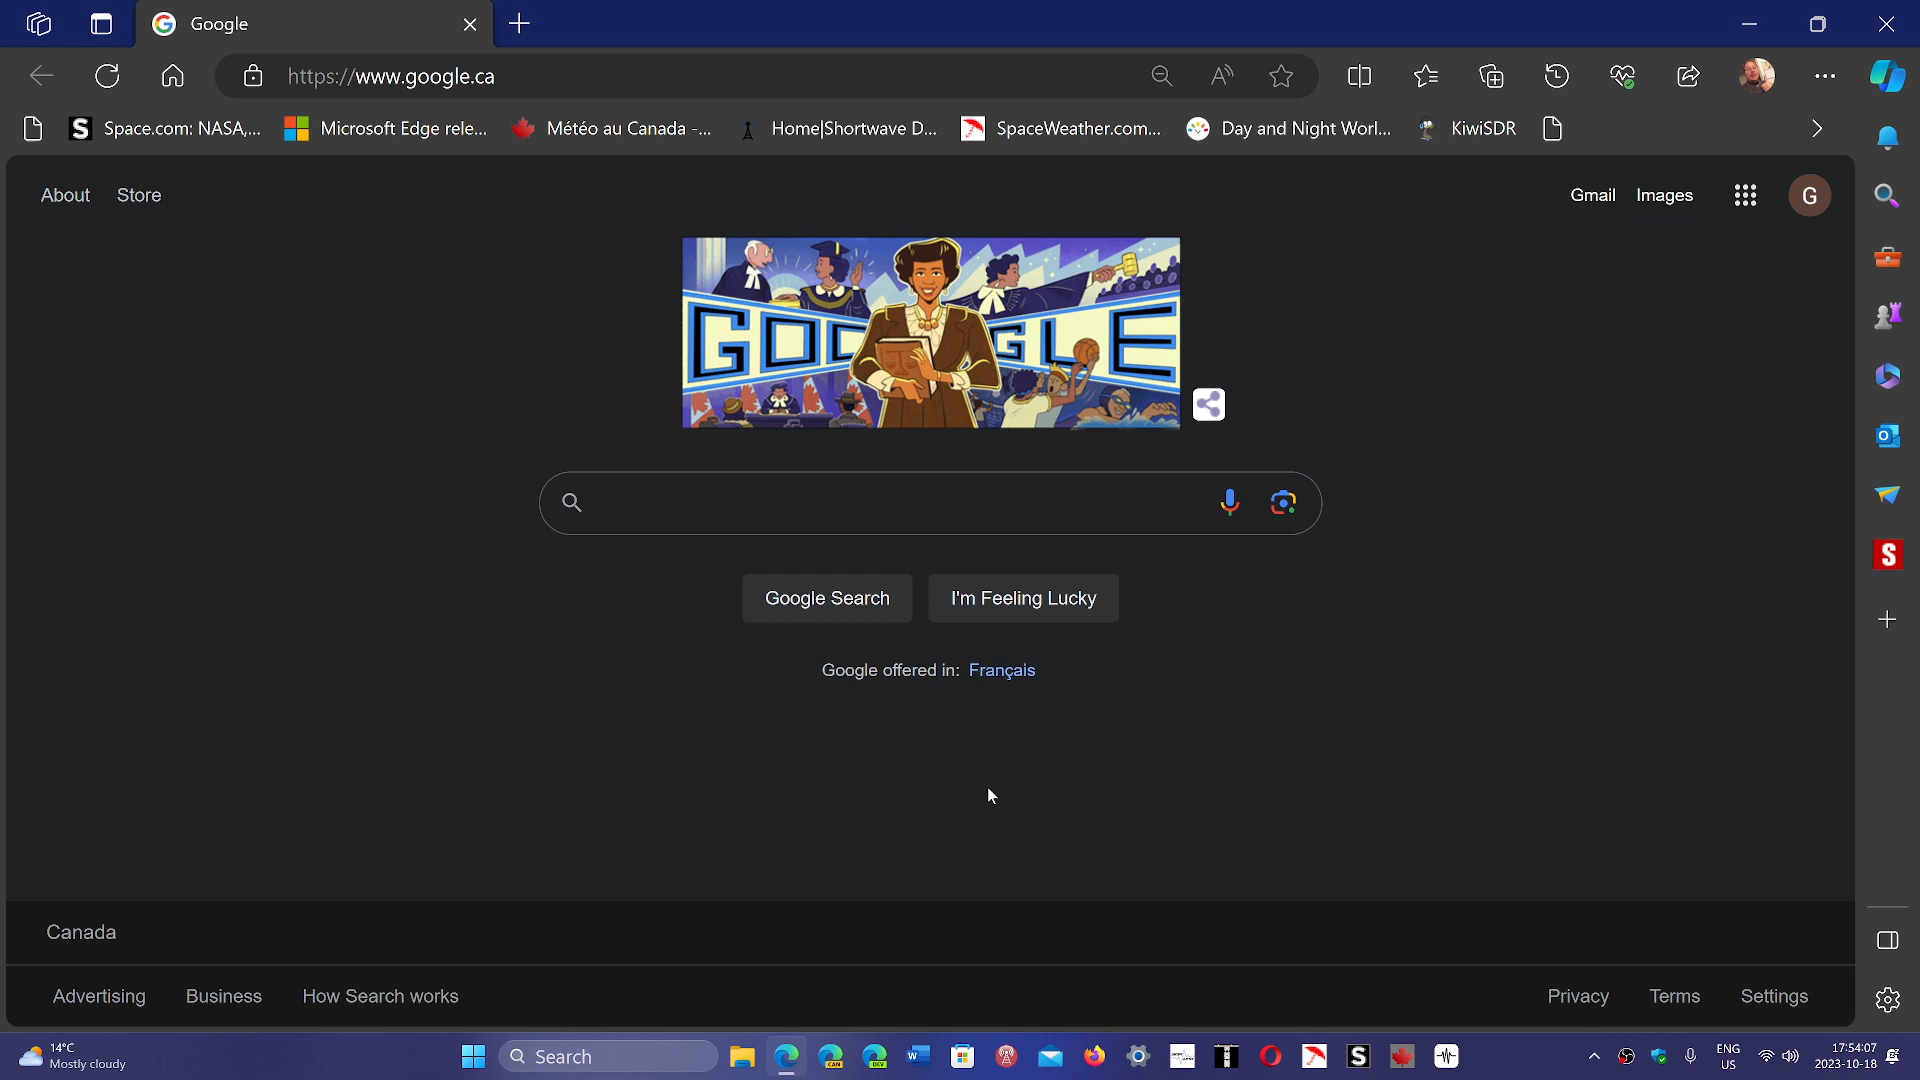 Google
https://www.google.ca
Space.com: NASA,... Microsoft Edge rele... Météo au Canada -... Home|Shortwave D... SpaceWeather.com... Day and Night Worl... KiwiSDR
About Store Gmail Images G
GOOGLE
Google Search I'm Feeling Lucky
Google offered in: Français
Canada
Advertising Business How Search works Privacy Terms Settings
14°C
Mostly cloudy
Search
CAN DEV
ENG
US
17:54:07
2023-10-18